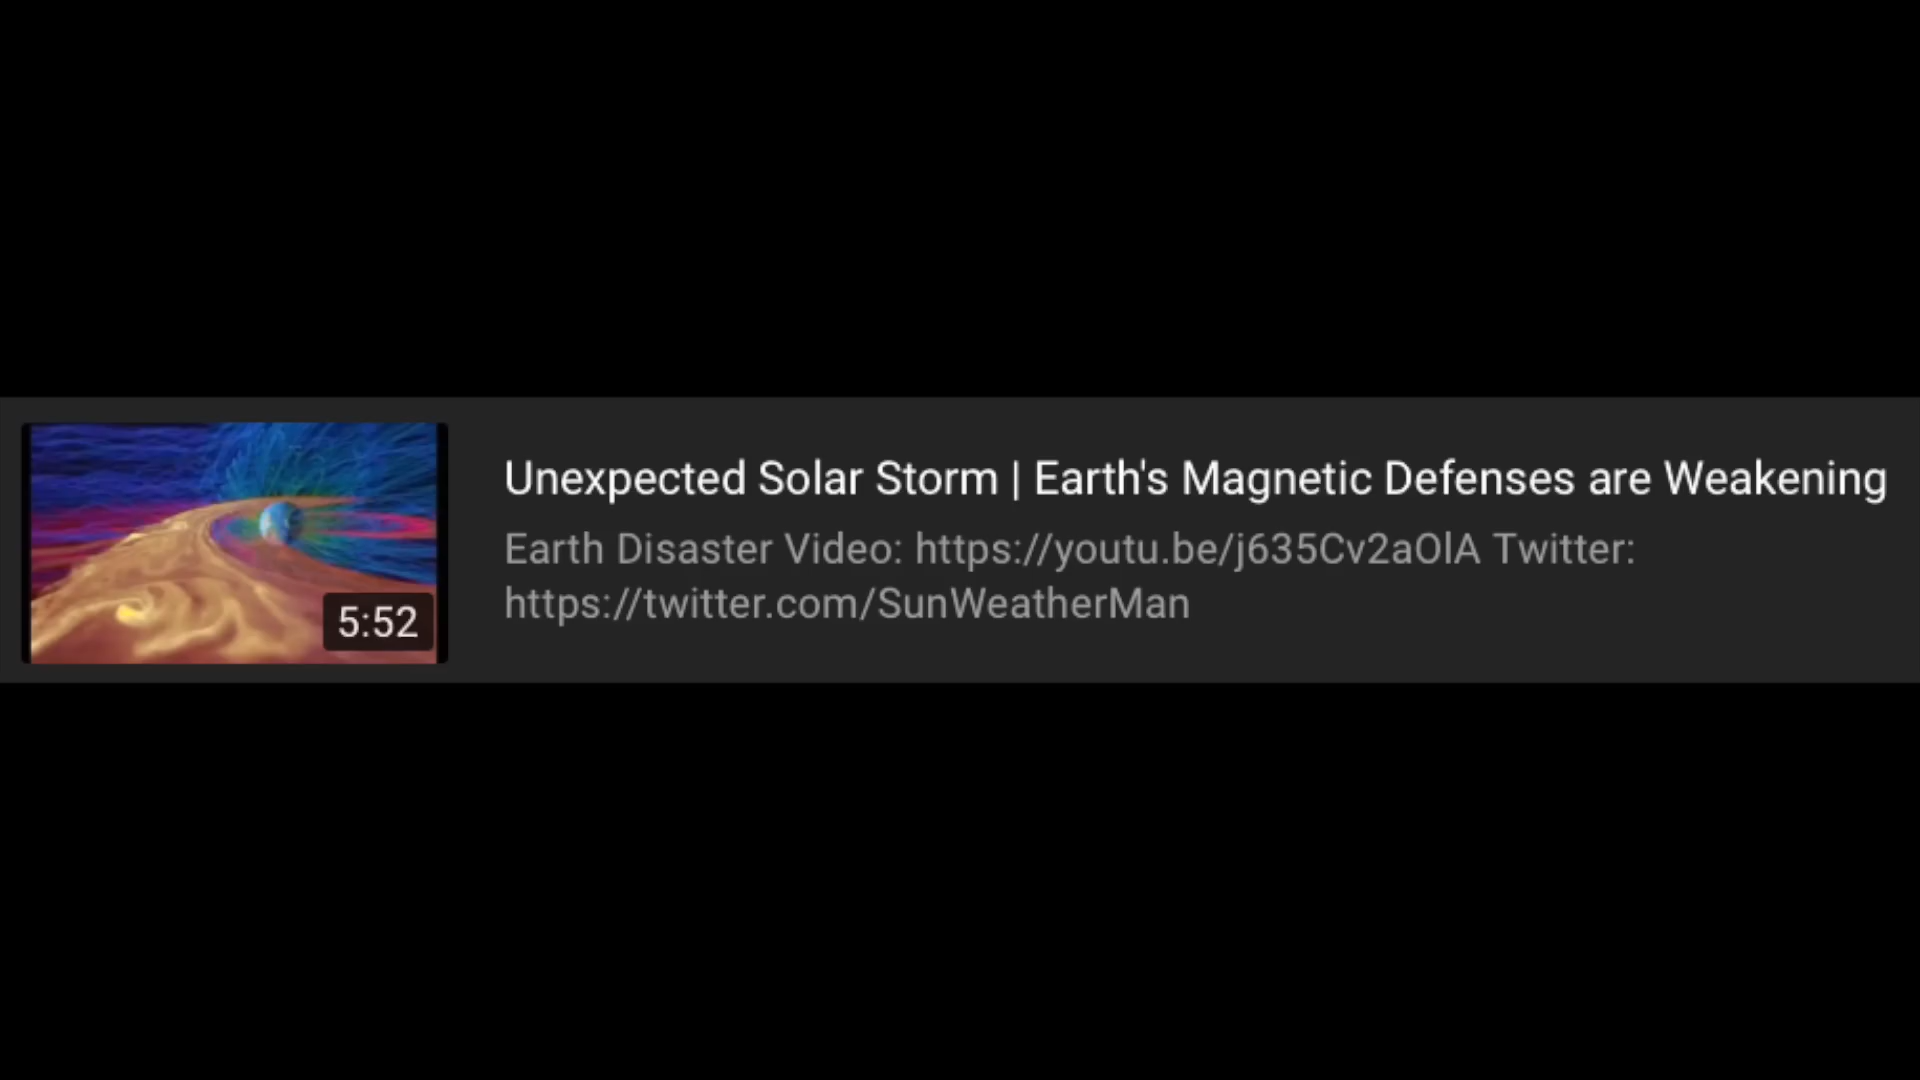 Unexpected Solar Storm | Earth's Magnetic Defenses are Weakening
Earth Disaster Video: https://youtu.be/j635Cv2aOlA Twitter:
https://twitter.com/SunWeatherMan
5:52